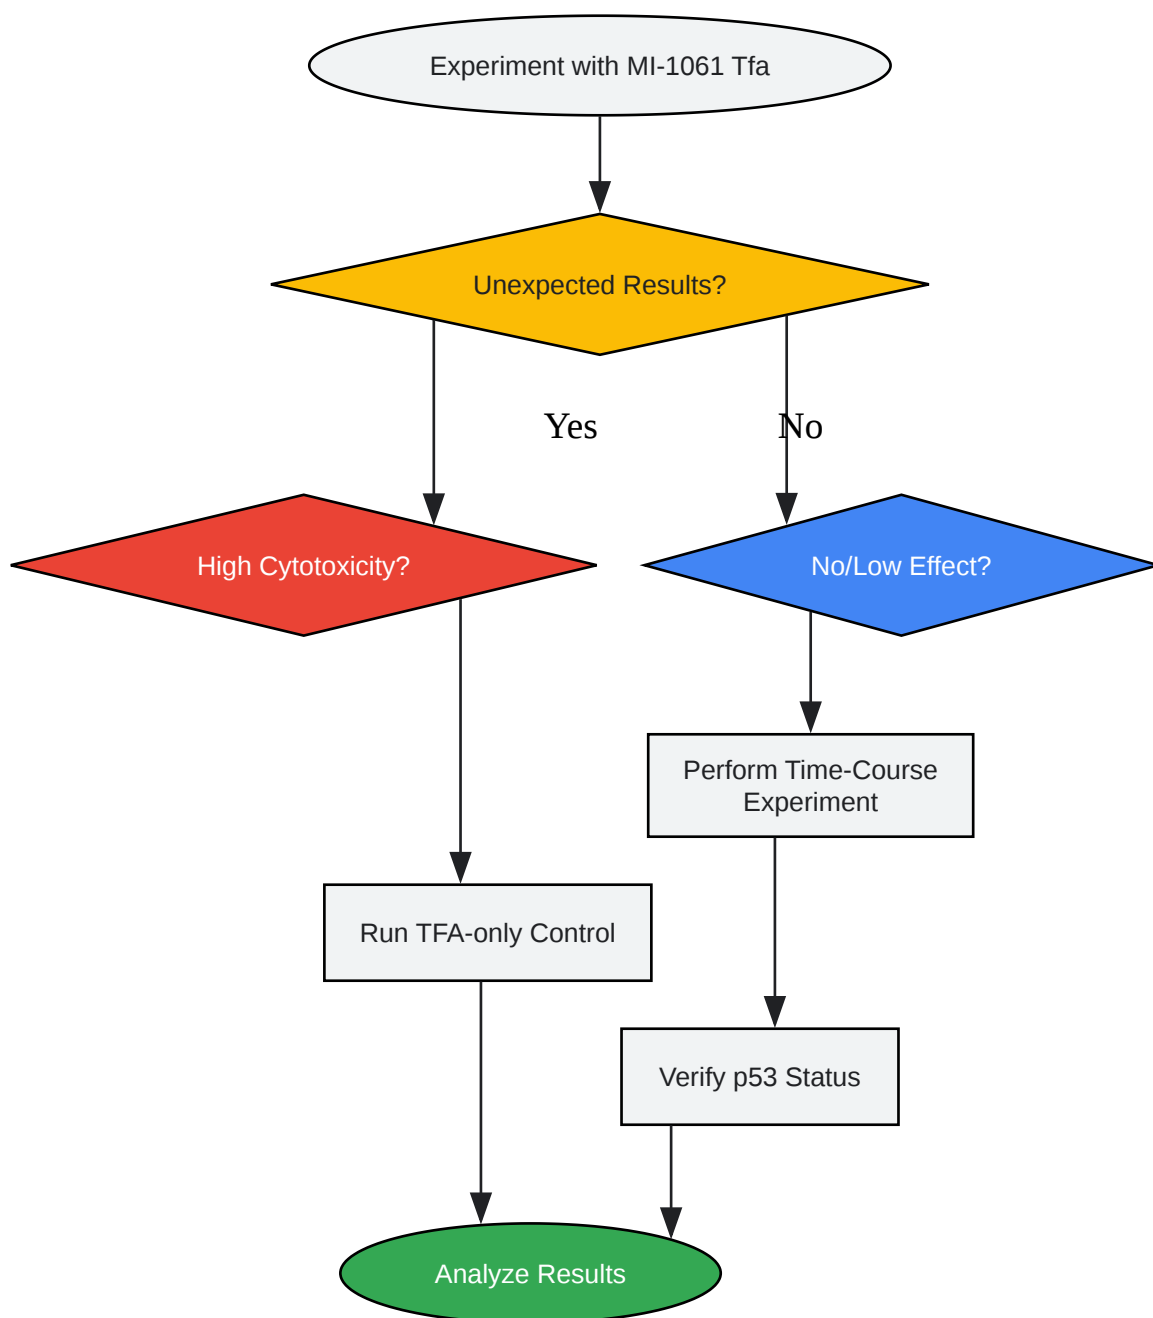 Experiment with MI-1061 Tfa
Unexpected Results?
Yes
No
High Cytotoxicity?
No/Low Effect?
Perform Time-Course
Experiment
Run TFA-only Control
Verify p53 Status
Analyze Results